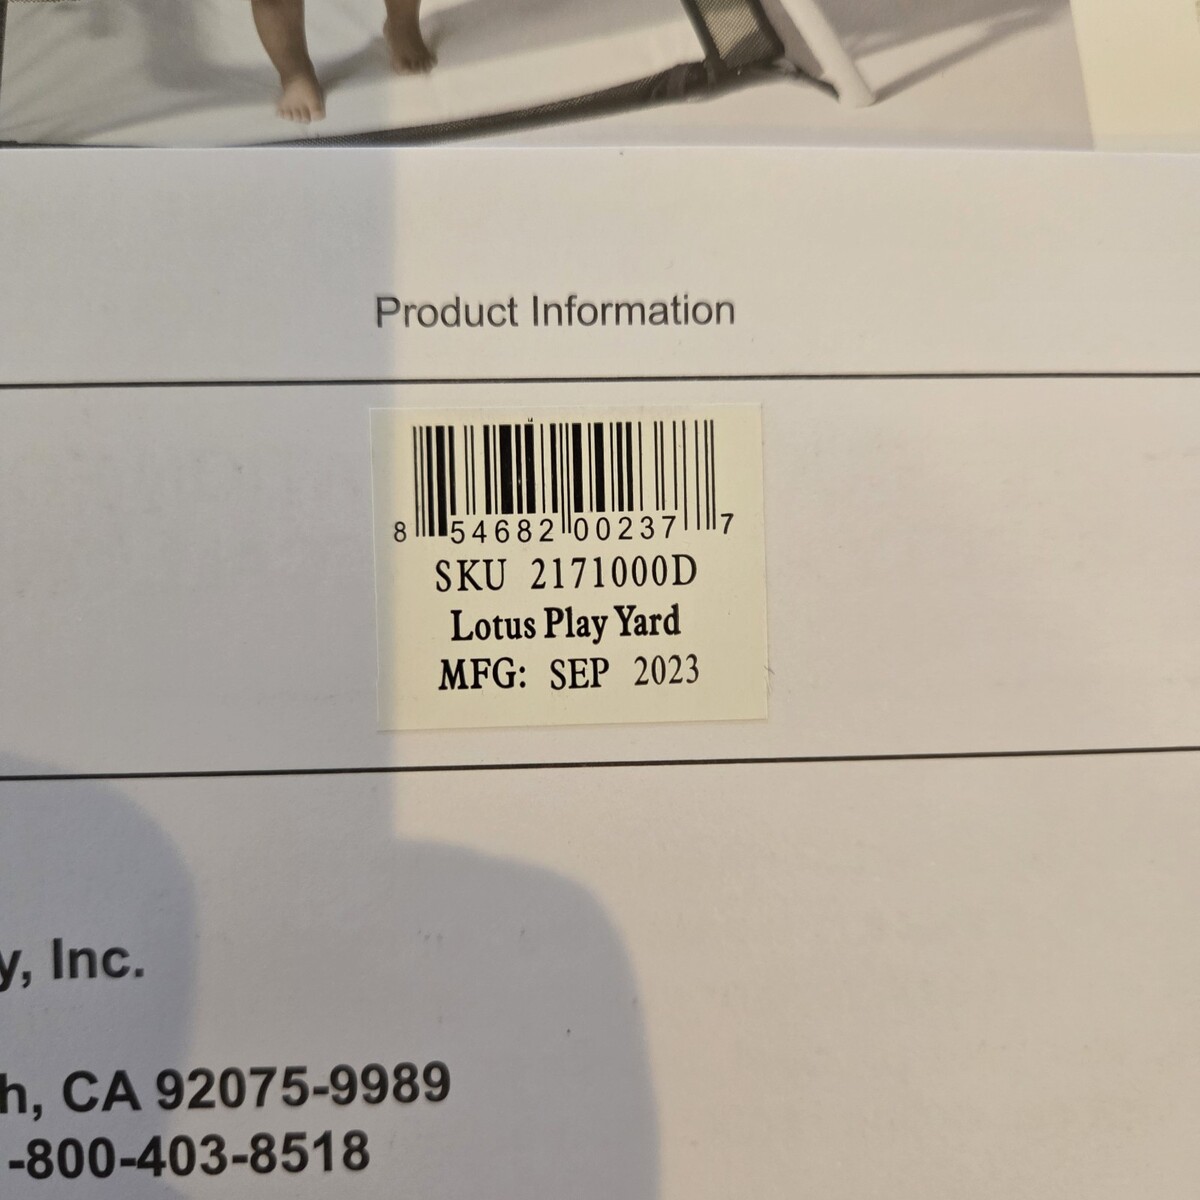 Product Information
8 54682 00237 7
SKU 2171000D
Lotus Play Yard
MFG: SEP 2023
y, Inc.
h, CA 92075-9989
-800-403-8518